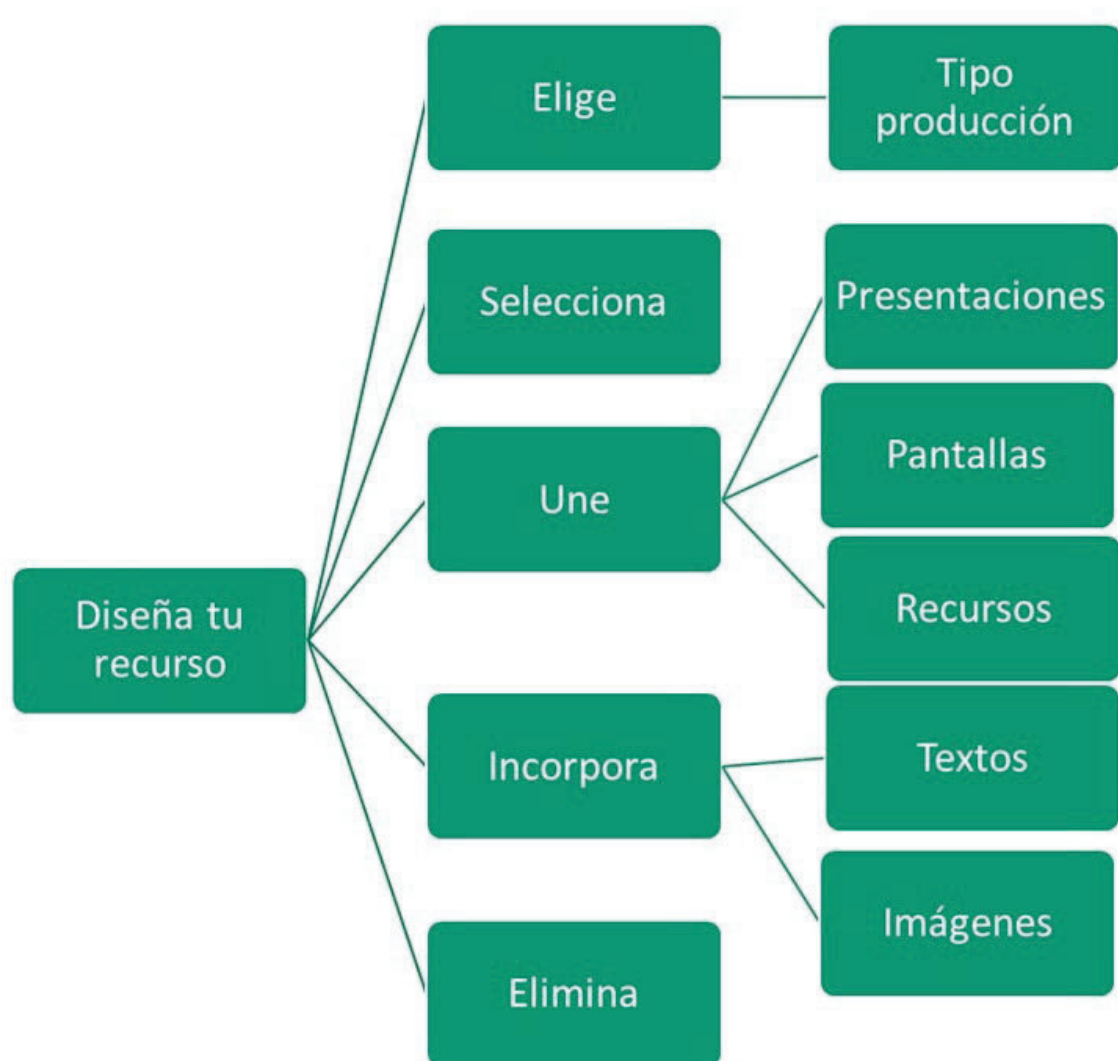 Elige
Tipo
producción
Selecciona
Presentaciones
Une
Pantallas
Recursos
Diseña tu
recurso
Incorpora
Textos
Imágenes
Elimina